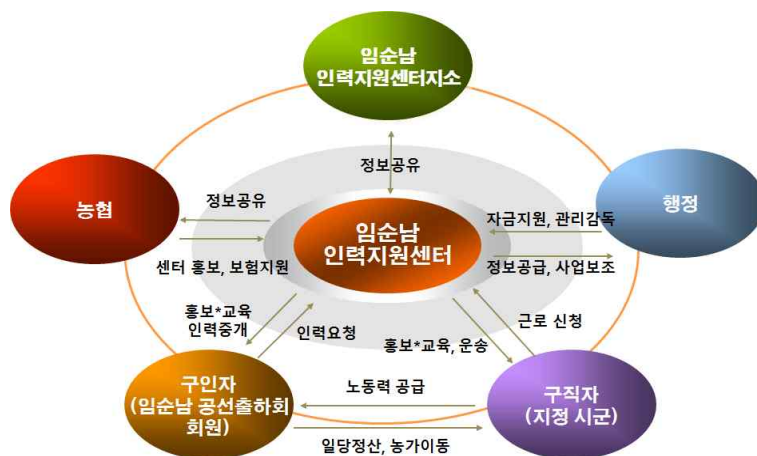 임순남
인력지원센터지소
정보공유
농협
행정
정보공유
자금지원, 관리감독
임순남
인력지원센터
센터 홍보, 보험지원
정보공급, 사업보조
홍보*교육
인력중개
인력요청
홍보*교육, 운송
근로 신청
구인자
(임순남 공선출하회
회원)
노동력 공급
구직자
(지정 시군)
일당정산, 농가이동